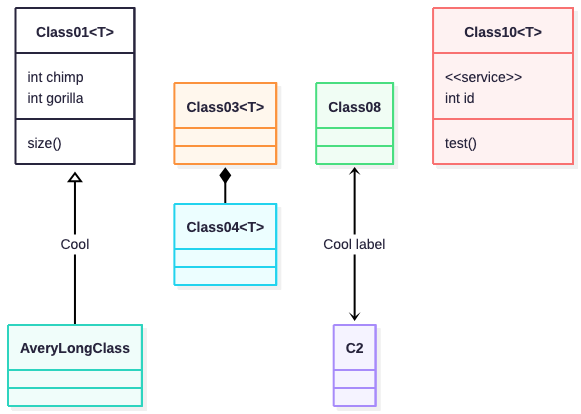 Class01<T>
int chimp
int gorilla
size()
Class03<T>
Class08
Class10<T>
<<service>>
int id
test()
Class04<T>
Cool
Cool label
AveryLongClass
C2